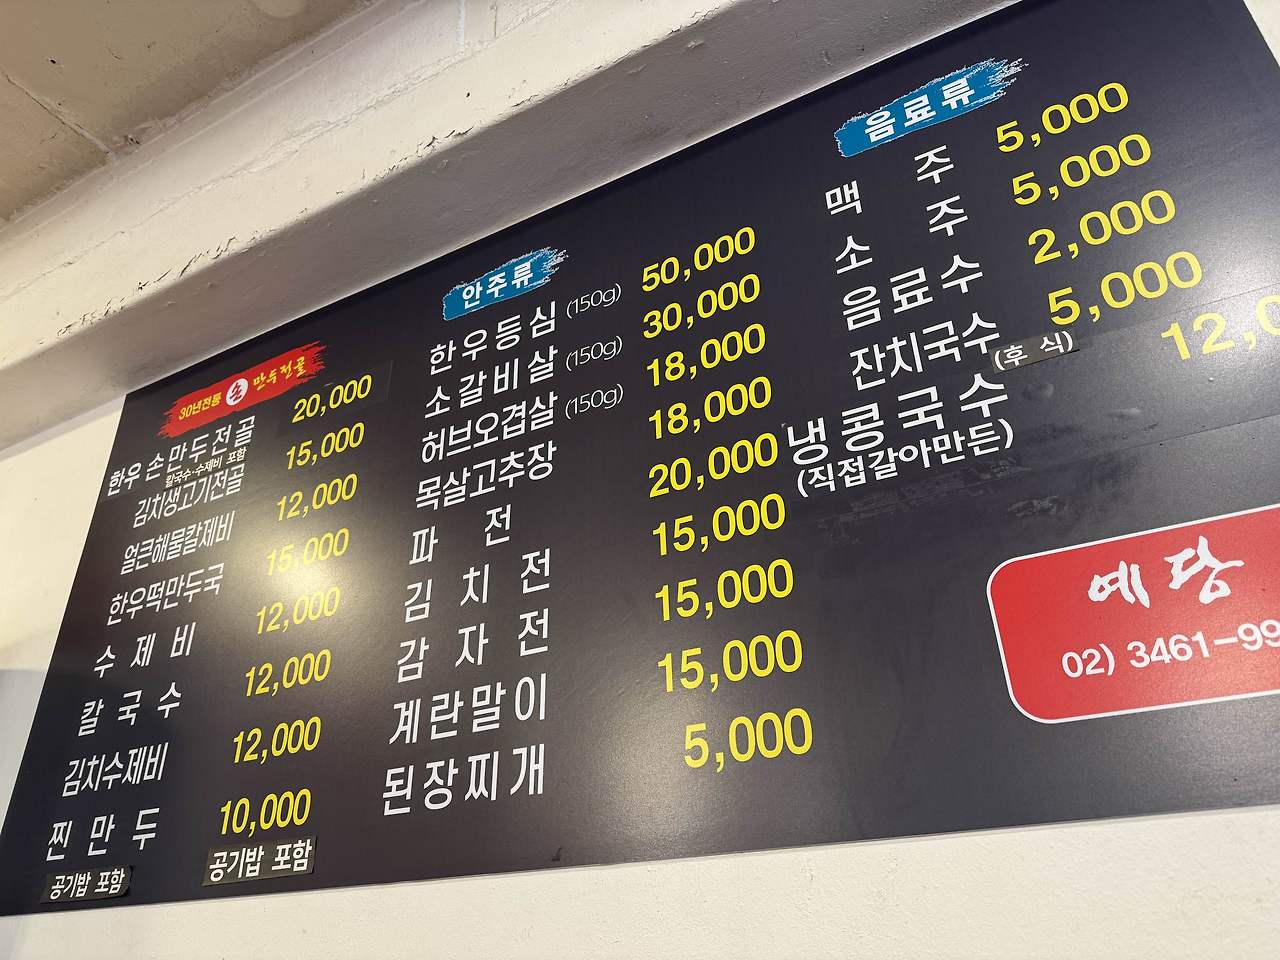 30년전통 손 만두전골
한우 손만두전골 20,000
칼국수·수제비 포함
김치생고기전골 15,000
얼큰해물칼제비 12,000
한우떡만두국 15,000
수제비 12,000
칼국수 12,000
김치수제비 12,000
찐만두 10,000
공기밥 포함 공기밥 포함
안주류
한우등심 (150g) 50,000
소갈비살 (150g) 30,000
허브오겹살 (150g) 18,000
목살고추장 18,000
파전 20,000
김치전 15,000
감자전 15,000
계란말이 15,000
된장찌개 5,000
음료류
맥주 5,000
소주 5,000
음료수 2,000
잔치국수 (후식) 5,000
냉콩국수
(직접갈아만든)
예당
02) 3461-99